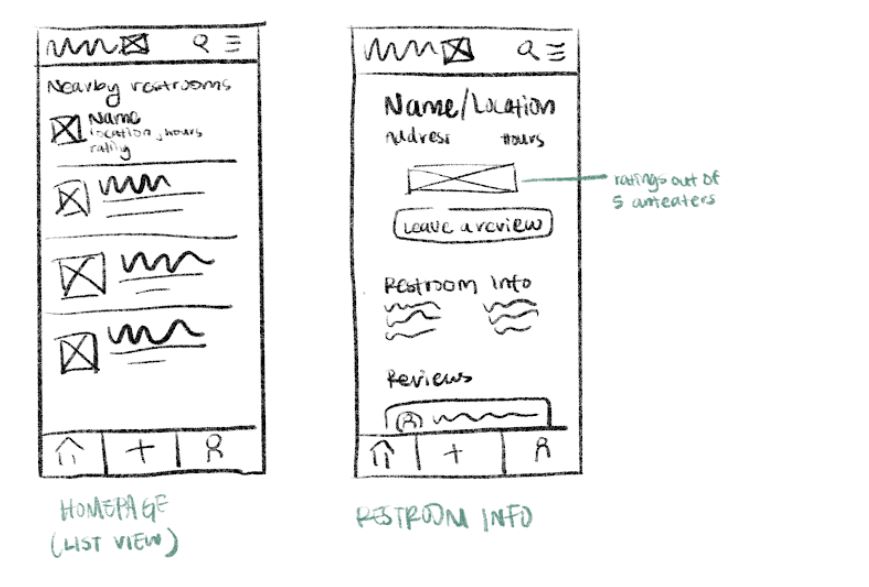 Nearby restrooms
Name
location, hours
rating
HOMEPAGE
(LIST VIEW)
Name/Location
Address Hours
ratings out of
5 anteaters
Leave a review
Restroom Info
Reviews
RESTROOM INFO